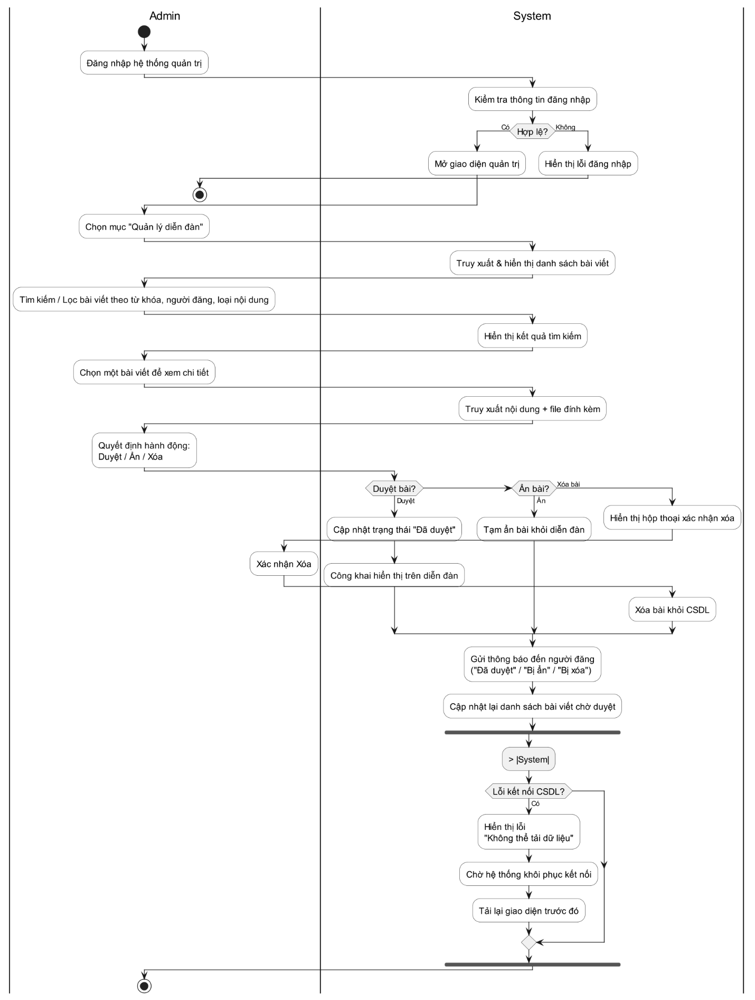 Admin
System
Đăng nhập hệ thống quản trị
Kiểm tra thông tin đăng nhập
Có
Hợp lệ?
Không
Mở giao diện quản trị
Hiển thị lỗi đăng nhập
Chọn mục "Quản lý diễn đàn"
Truy xuất & hiển thị danh sách bài viết
Tìm kiếm / Lọc bài viết theo từ khóa, người đăng, loại nội dung
Hiển thị kết quả tìm kiếm
Chọn một bài viết để xem chi tiết
Truy xuất nội dung + file đính kèm
Quyết định hành động:
Duyệt / Ẩn / Xóa
Duyệt bài?
Ẩn bài?
Xóa bài
Duyệt
Ẩn
Hiển thị hộp thoại xác nhận xóa
Cập nhật trạng thái "Đã duyệt"
Tạm ẩn bài khỏi diễn đàn
Xác nhận Xóa
Công khai hiển thị trên diễn đàn
Xóa bài khỏi CSDL
Gửi thông báo đến người đăng
("Đã duyệt" / "Bị ẩn" / "Bị xóa")
Cập nhật lại danh sách bài viết chờ duyệt
> |System|
Lỗi kết nối CSDL?
Có
Hiển thị lỗi
"Không thể tải dữ liệu"
Chờ hệ thống khôi phục kết nối
Tải lại giao diện trước đó